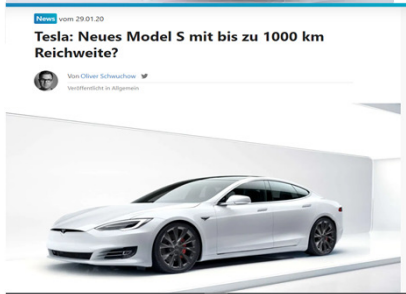 News vom 29.01.20
Tesla: Neues Model S mit bis zu 1000 km
Reichweite?
Von Oliver Schwuchow
Veröffentlicht in Allgemein